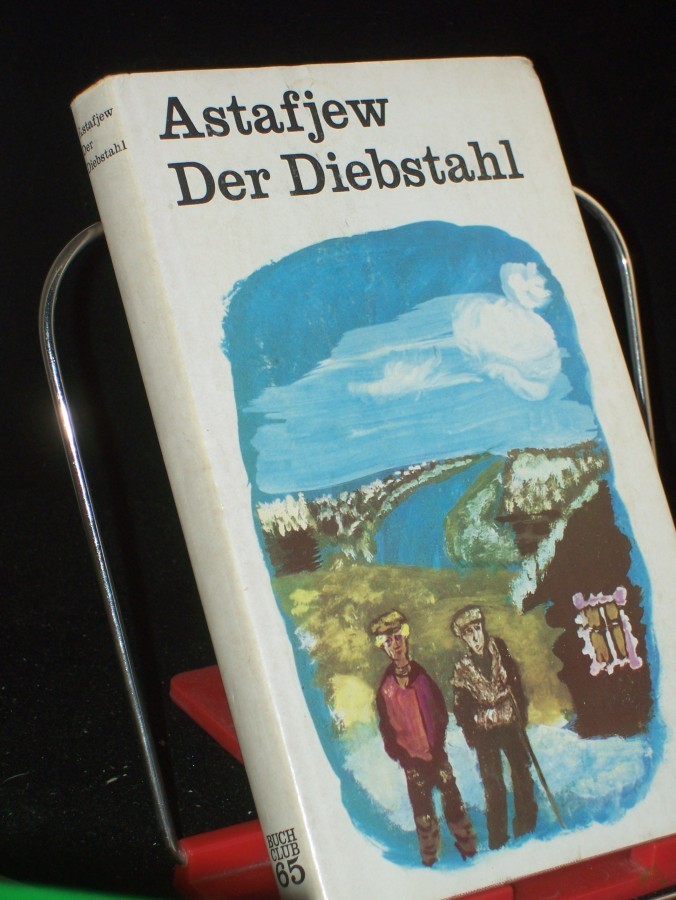 Astafjew
Der Diebstahl
Astafjew
Der
Diebstahl
BUCH
CLUB
65